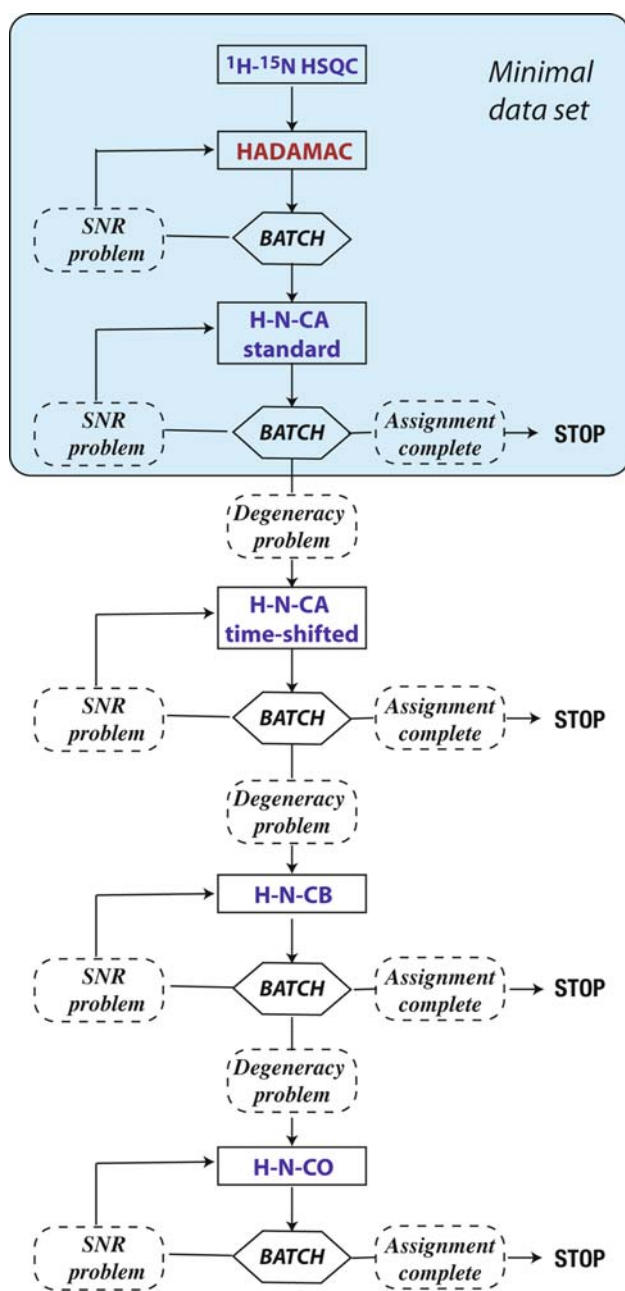 ¹H-¹⁵N HSQC
Minimal
data set
HADAMAC
SNR
problem
BATCH
H-N-CA
standard
SNR
problem
BATCH
Assignment
complete
STOP
Degeneracy
problem
H-N-CA
time-shifted
SNR
problem
BATCH
Assignment
complete
STOP
Degeneracy
problem
H-N-CB
SNR
problem
BATCH
Assignment
complete
STOP
Degeneracy
problem
H-N-CO
SNR
problem
BATCH
Assignment
complete
STOP